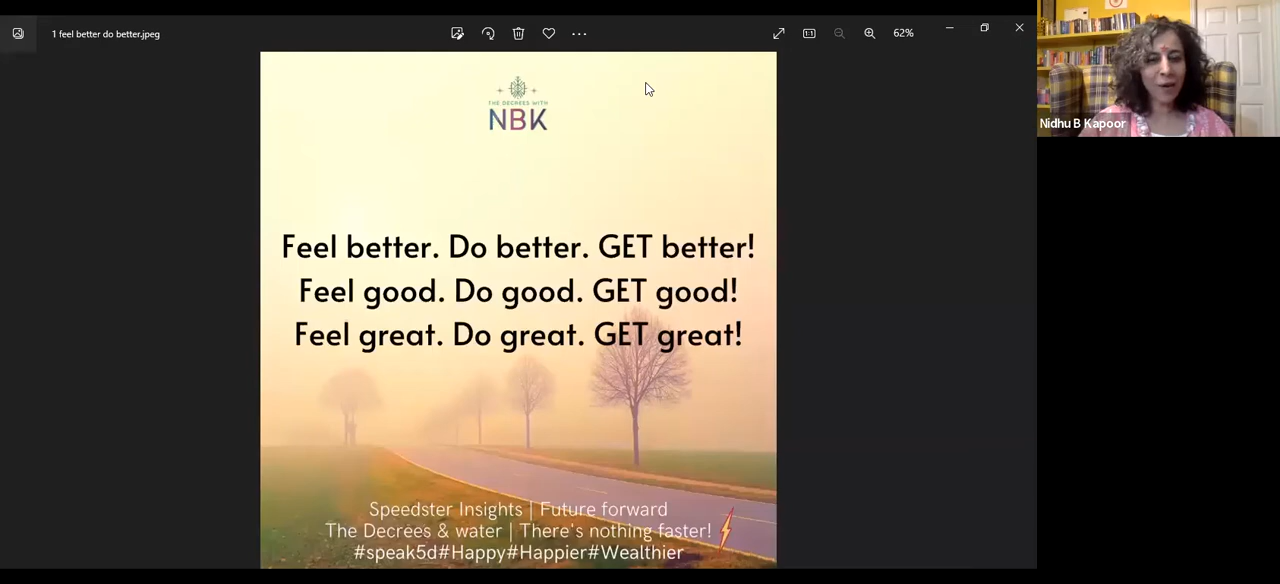 1 feel better do better.jpeg
62%
Nidhu B Kapoor
THE DECREES WITH
NBK
Feel better. Do better. GET better!
Feel good. Do good. GET good!
Feel great. Do great. GET great!
Speedster Insights | Future forward
The Decrees & water | There's nothing faster!
#speak5d#Happy#Happier#Wealthier